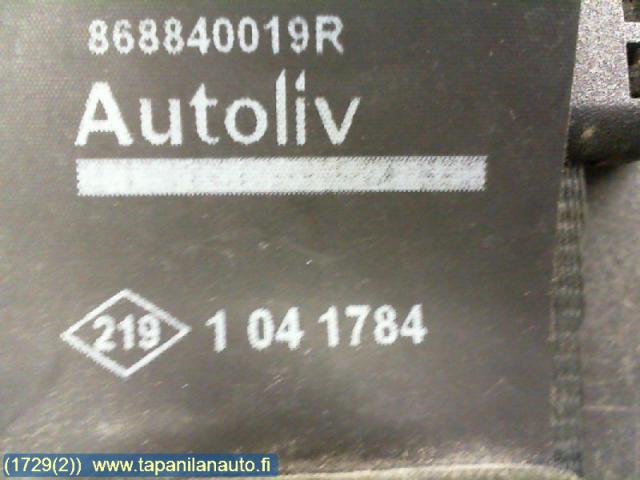 868840019R
Autoliv
219 1 04 1784
(1729(2)) www.tapanilanauto.fi